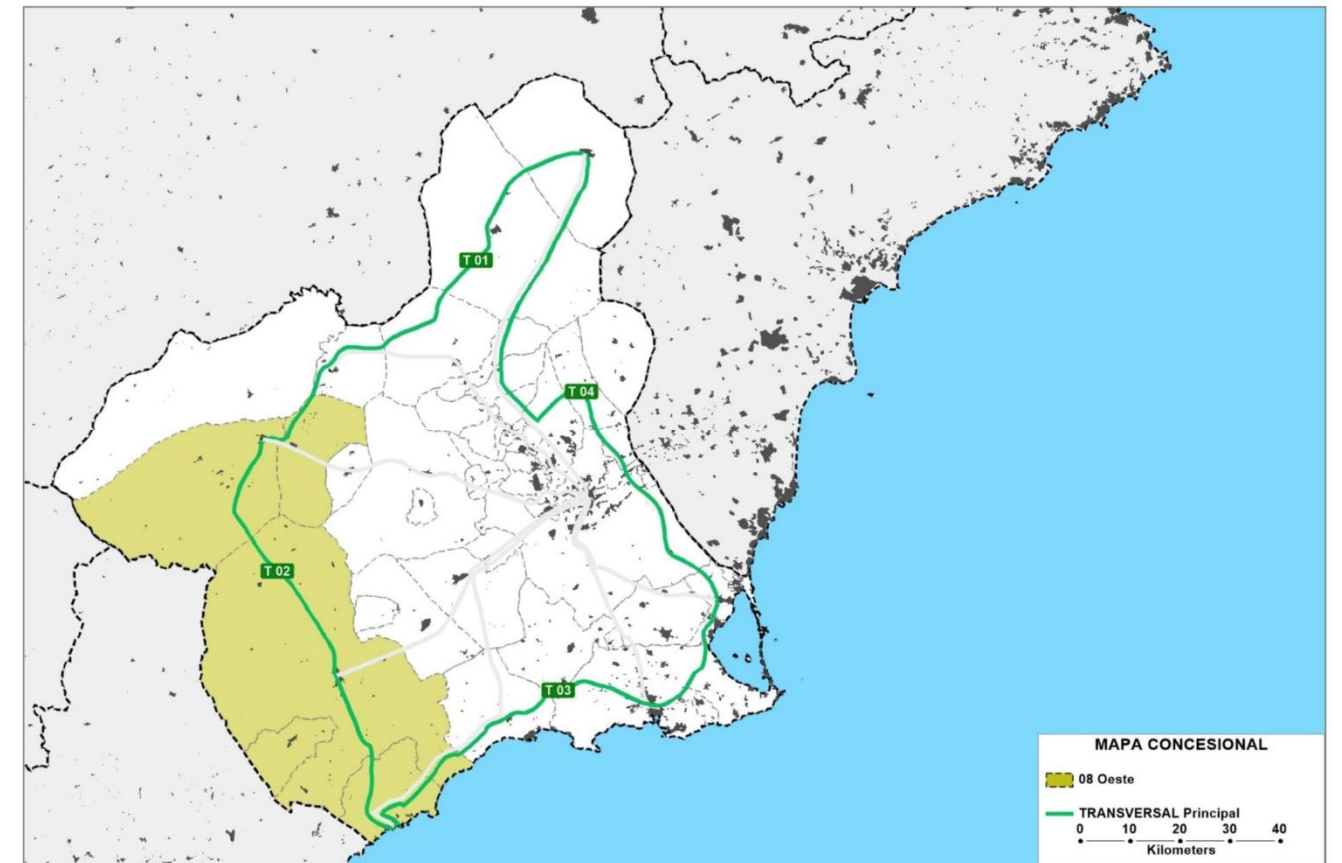 T 01
T 04
T 02
T 03
MAPA CONCESIONAL
08 Oeste
TRANSVERSAL Principal
0 10 20 30 40
Kilometers